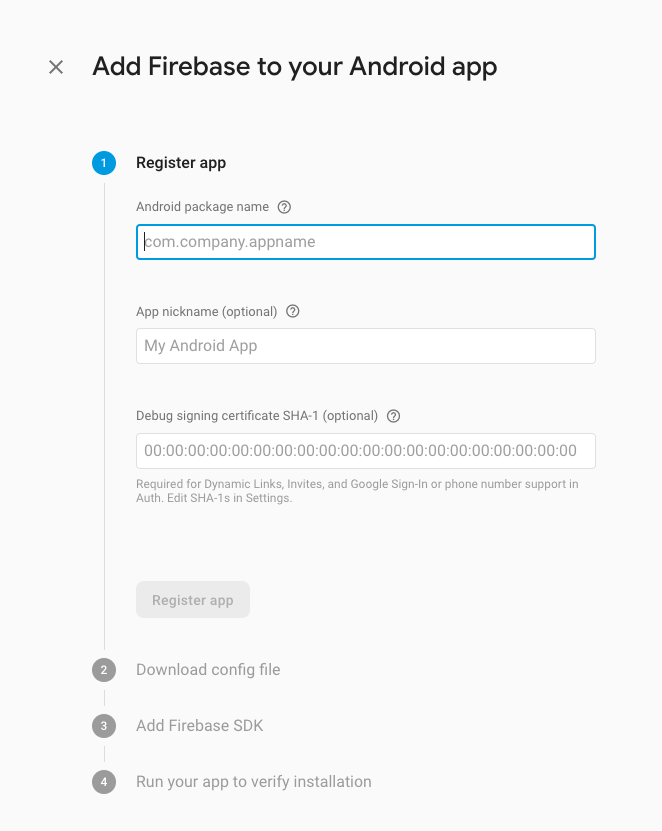 Add Firebase to your Android app
1
Register app
Android package name
com.company.appname
App nickname (optional)
My Android App
Debug signing certificate SHA-1 (optional)
00:00:00:00:00:00:00:00:00:00:00:00:00:00:00:00:00:00:00:00
Required for Dynamic Links, Invites, and Google Sign-In or phone number support in
Auth. Edit SHA-1s in Settings.
Register app
2
Download config file
3
Add Firebase SDK
4
Run your app to verify installation